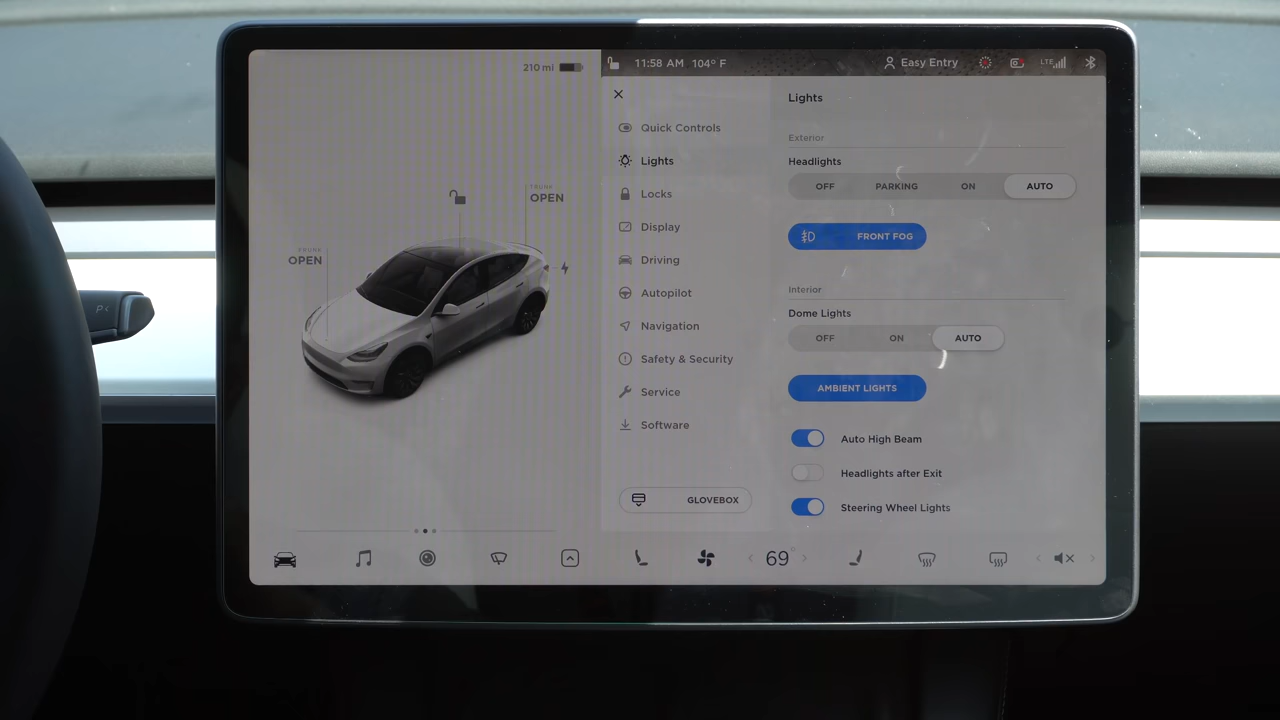 210 mi
11:58 AM 104° F
Easy Entry
LTE
TRUNK
OPEN
TRUNK
OPEN
P
Quick Controls
Lights
Locks
Display
Driving
Autopilot
Navigation
Safety & Security
Service
Software
GLOVEBOX
Lights
Exterior
Headlights
OFF PARKING ON AUTO
FRONT FOG
Interior
Dome Lights
OFF ON AUTO
AMBIENT LIGHTS
Auto High Beam
Headlights after Exit
Steering Wheel Lights
69°